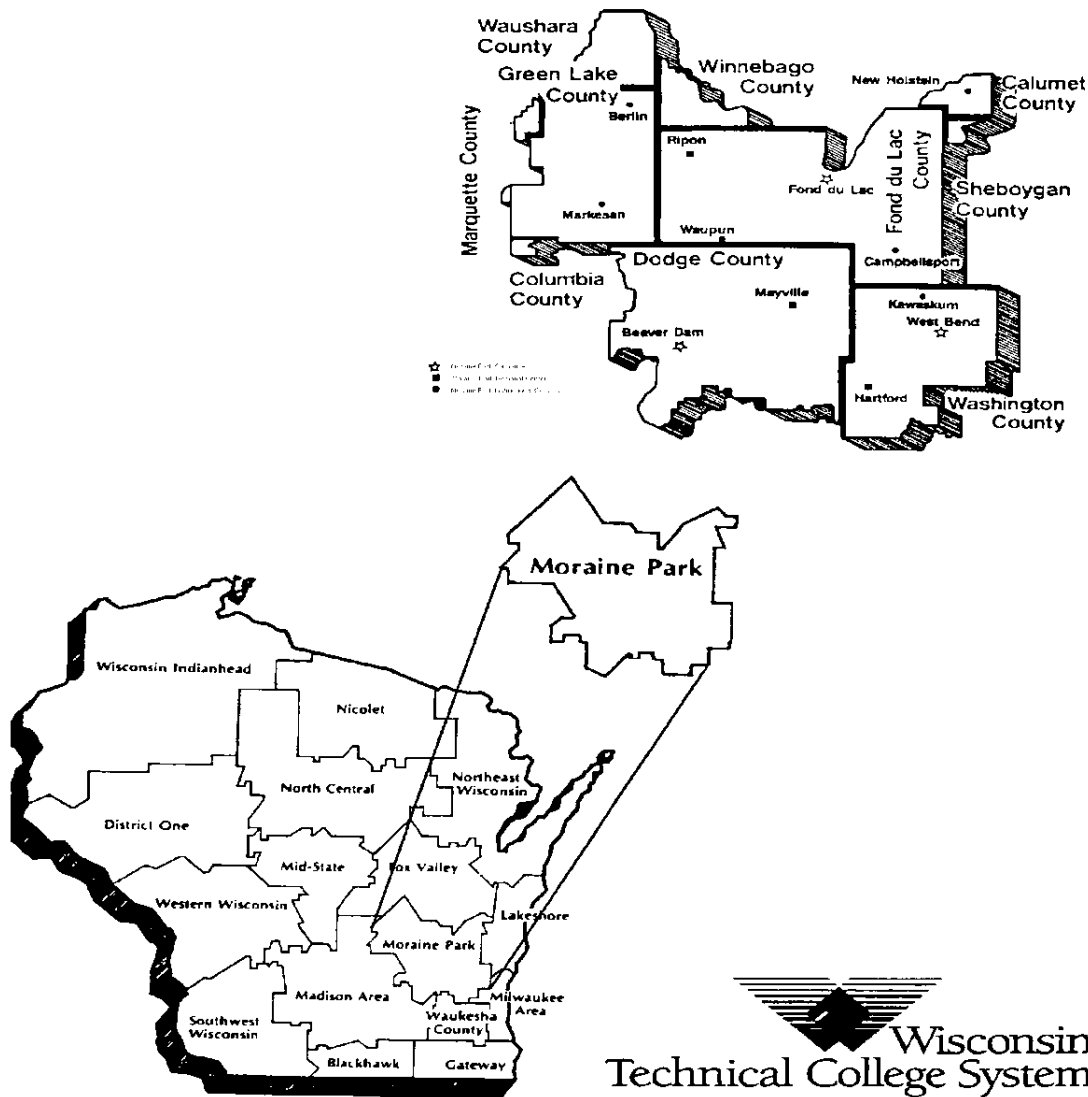 Waushara
County
Green Lake
County
Winnebago
County
New Holstein
Calumet
County
Berlin
Marquette County
Ripon
Fond du Lac
Fond du Lac
County
Sheboygan
County
Markesan
Waupun
Campbellsport
Columbia
County
Dodge County
Mayville
Kewaskum
West Bend
Beaver Dam
Hartford
Washington
County
Moraine Park
Wisconsin Indianhead
Nicolet
North Central
Northeast
Wisconsin
District One
Mid-State
Fox Valley
Western Wisconsin
Lakeshore
Moraine Park
Madison Area
Milwaukee
Area
Waukesha
County
Southwest
Wisconsin
Blackhawk
Gateway
Wisconsin
Technical College System